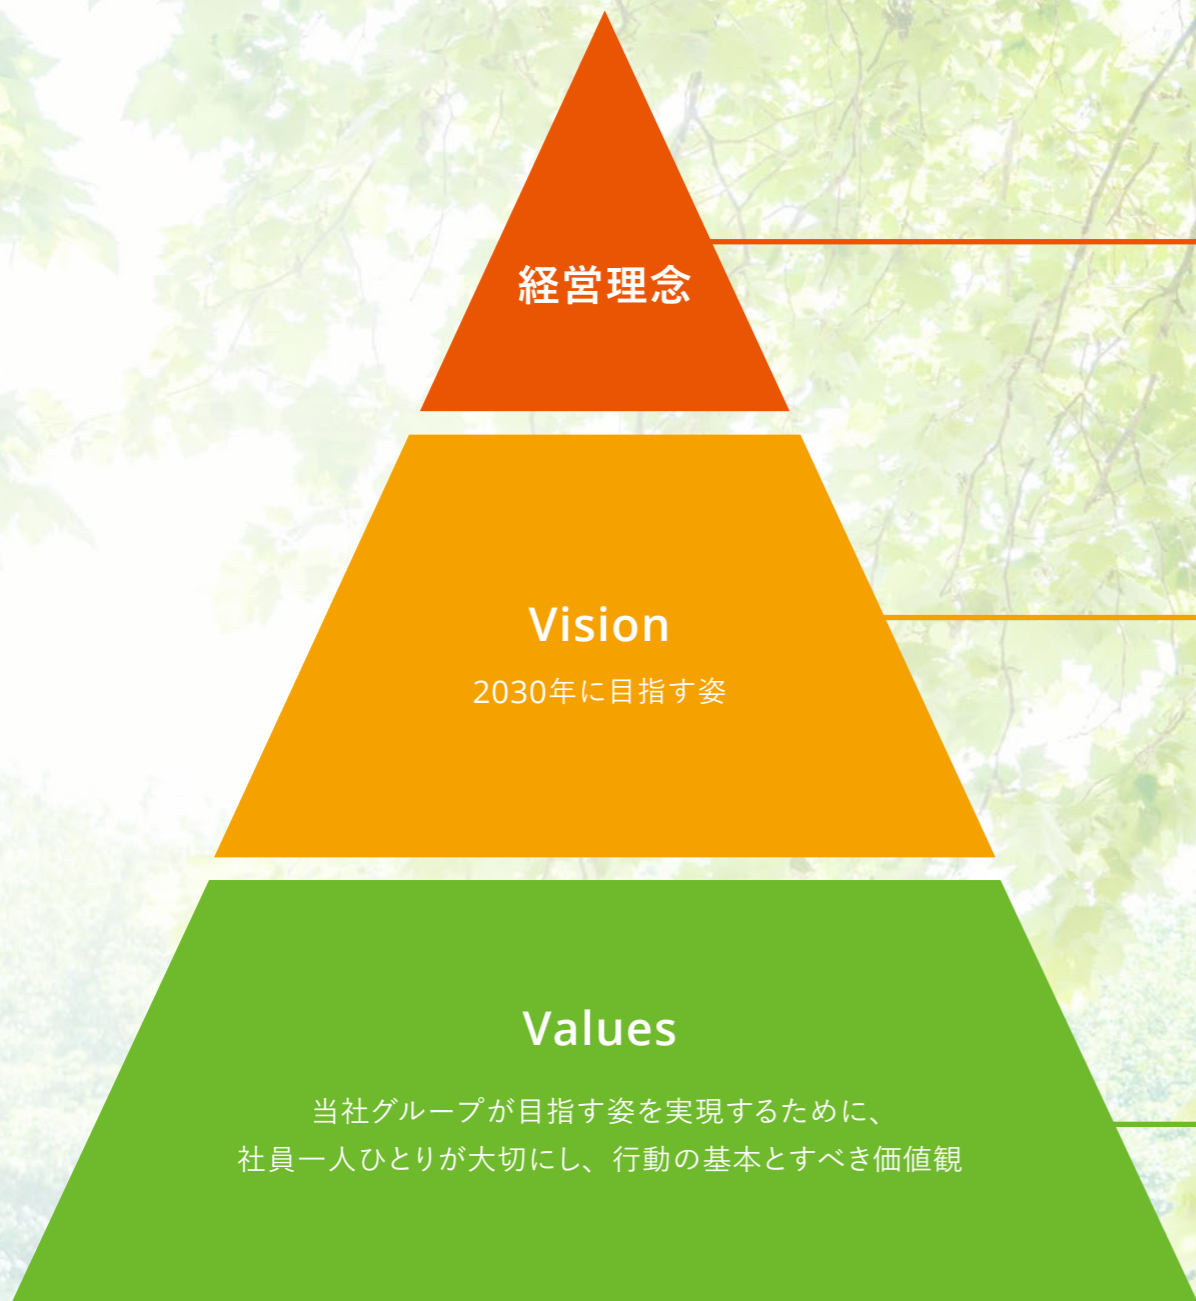 経営理念
Vision
2030年に目指す姿
Values
当社グループが目指す姿を実現するために、
社員一人ひとりが大切にし、行動の基本とすべき価値観